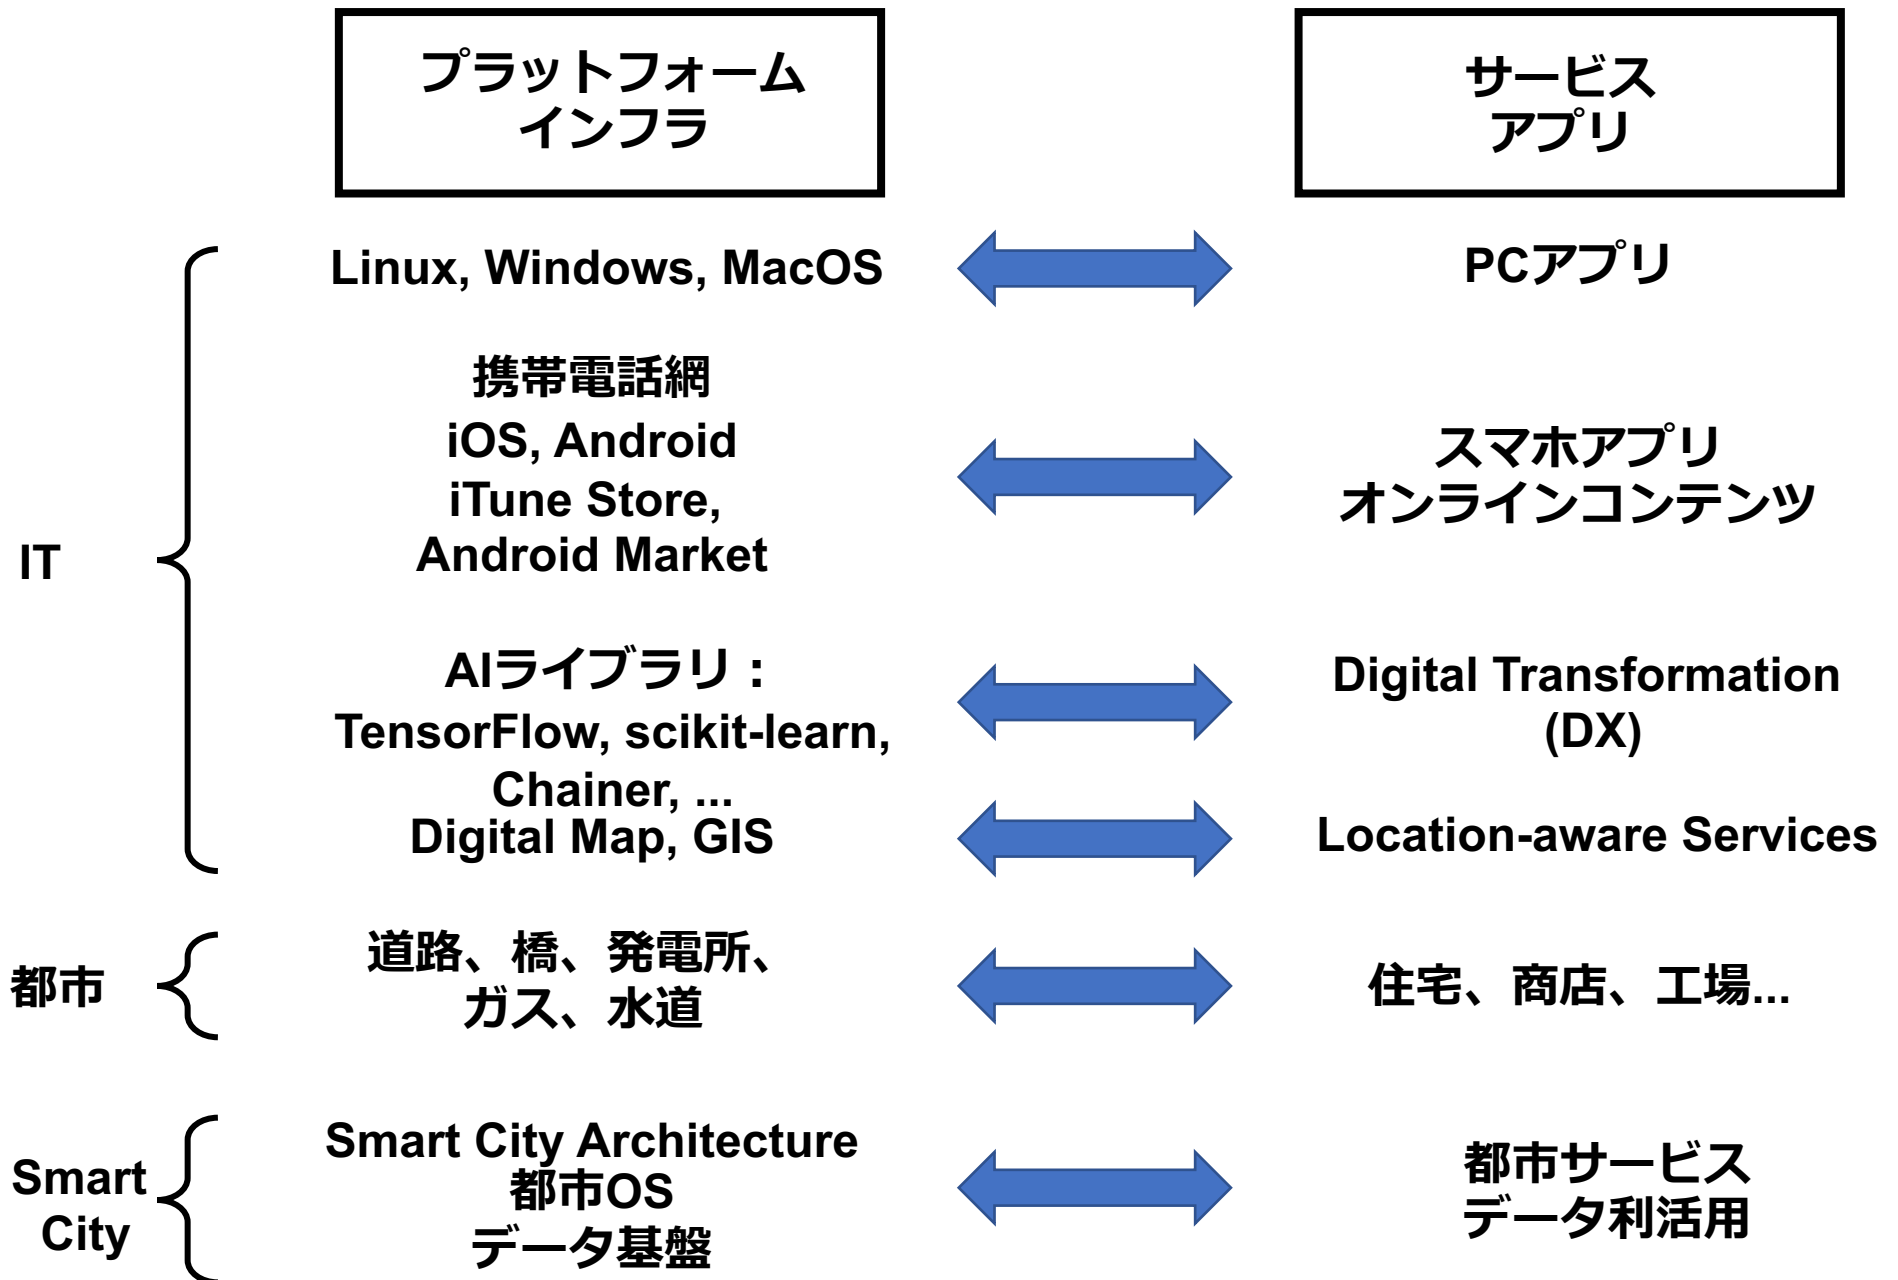 プラットフォーム
インフラ
サービス
アプリ
IT
Linux, Windows, MacOS
PCアプリ
携帯電話網
iOS, Android
iTune Store,
Android Market
スマホアプリ
オンラインコンテンツ
AIライブラリ：
TensorFlow, scikit-learn,
Chainer, ...
Digital Transformation
(DX)
Digital Map, GIS
Location-aware Services
都市
道路、橋、発電所、
ガス、水道
住宅、商店、工場...
Smart
City
Smart City Architecture
都市OS
データ基盤
都市サービス
データ利活用